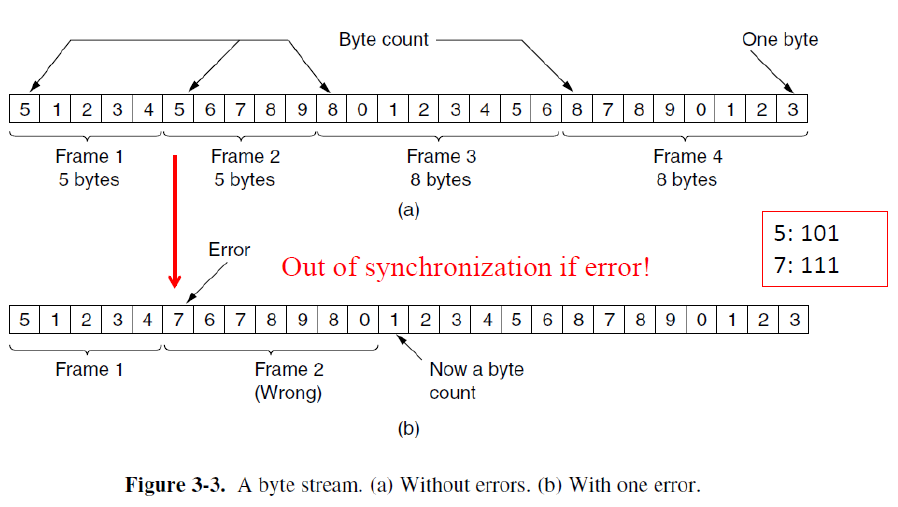 Byte count One byte
5 1 2 3 4 5 6 7 8 9 8 0 1 2 3 4 5 6 8 7 8 9 0 1 2 3
Frame 1 Frame 2 Frame 3 Frame 4
5 bytes 5 bytes 8 bytes 8 bytes
(a)
5: 101
7: 111
Error
Out of synchronization if error!
5 1 2 3 4 7 6 7 8 9 8 0 1 2 3 4 5 6 8 7 8 9 0 1 2 3
Frame 1 Frame 2 Now a byte
(Wrong) count
(b)
Figure 3-3. A byte stream. (a) Without errors. (b) With one error.